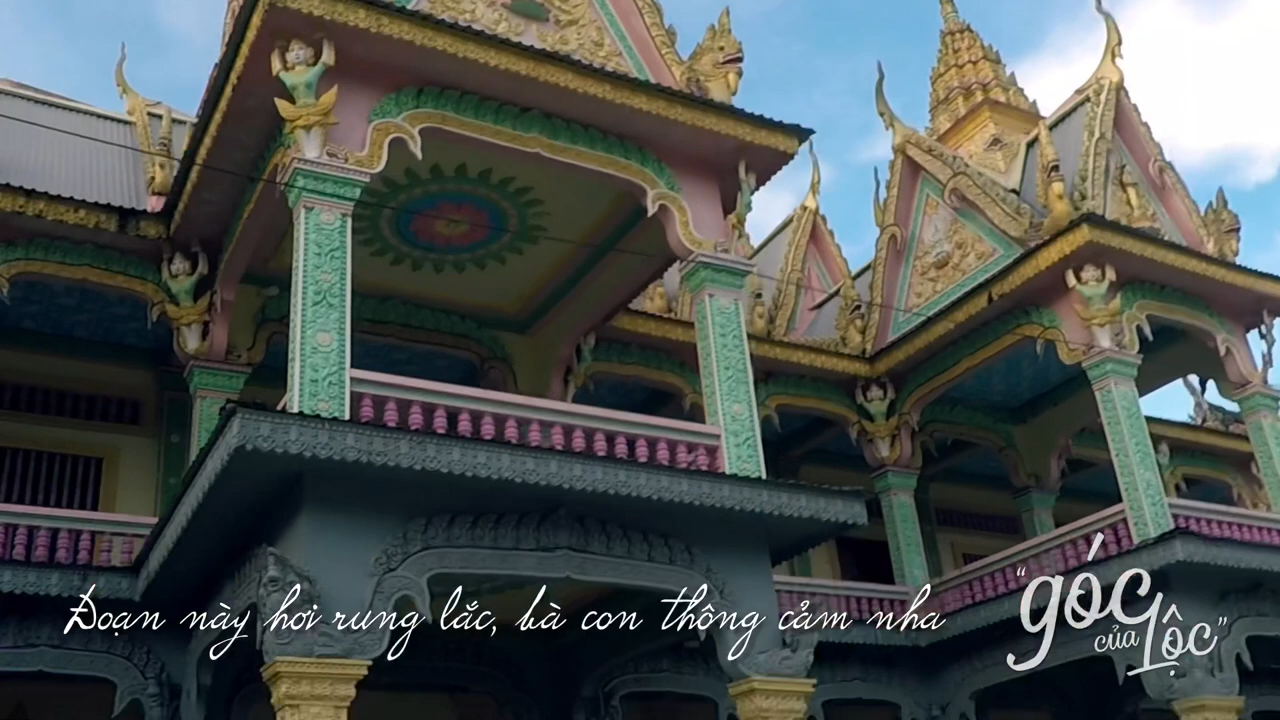 Đoạn này hơi rung lắc, bà con thông cảm nha
"góc
của Lộc"